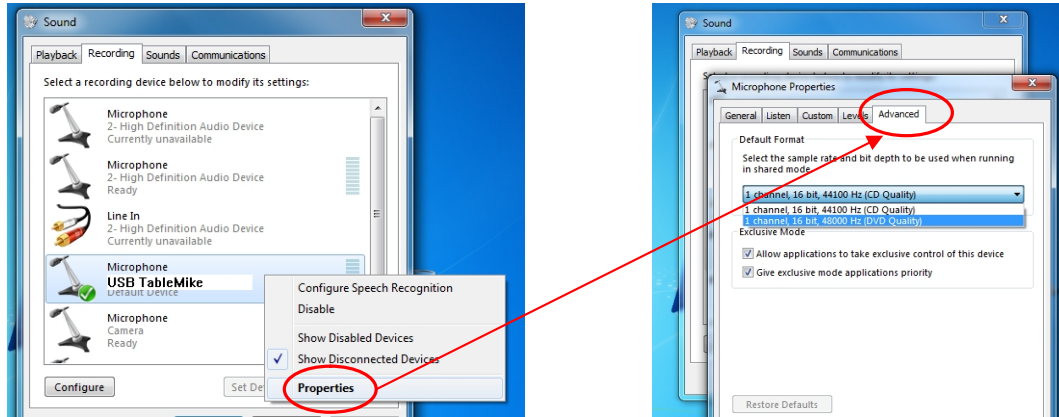 Sound
Playback Recording Sounds Communications
Select a recording device below to modify its settings:
Microphone
2- High Definition Audio Device
Currently unavailable
Microphone
2- High Definition Audio Device
Ready
Line In
2- High Definition Audio Device
Currently unavailable
Microphone
USB TableMike
Default Device
Microphone
Camera
Ready
Configure
Set De
Configure Speech Recognition
Disable
Show Disabled Devices
Show Disconnected Devices
Properties
Sound
Playback Recording Sounds Communications
Microphone Properties
General Listen Custom Levels Advanced
Default Format
Select the sample rate and bit depth to be used when running
in shared mode.
1 channel, 16 bit, 44100 Hz (CD Quality)
1 channel, 16 bit, 44100 Hz (CD Quality)
1 channel, 16 bit, 48000 Hz (DVD Quality)
Exclusive Mode
Allow applications to take exclusive control of this device
Give exclusive mode applications priority
Restore Defaults